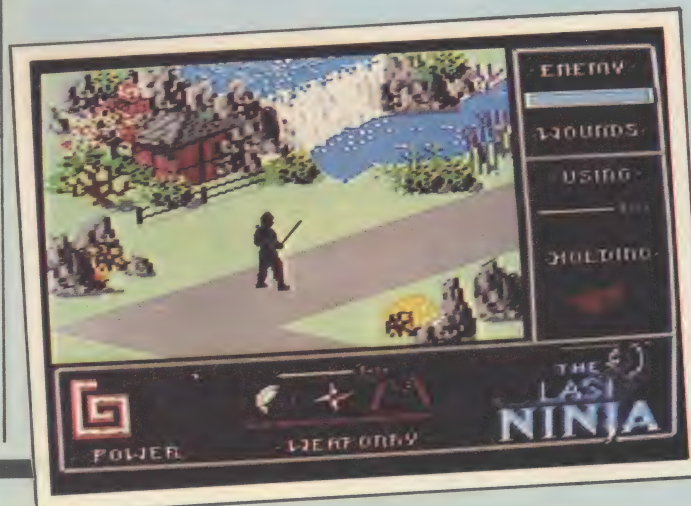 ENEMY
WOUNDS
USING
HOLDING
POWER
WEAPONRY
THE
LAST
NINJA